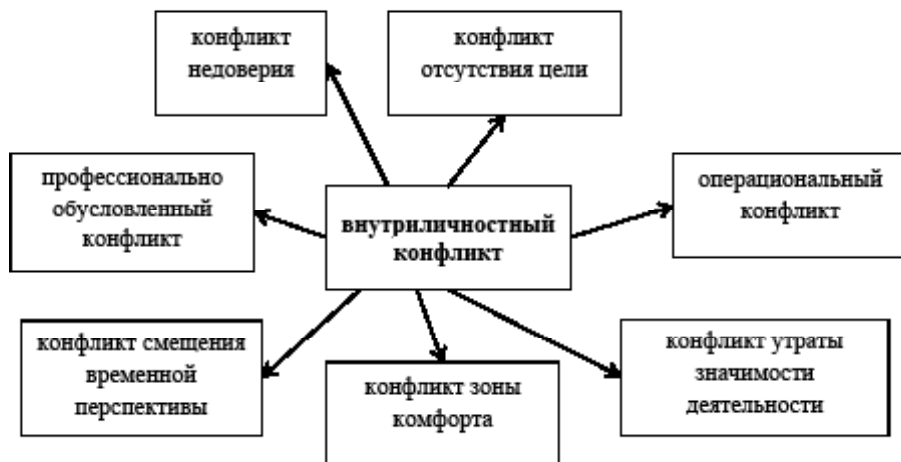 конфликт
недоверия
конфликт
отсутствия цели
профессионально
обусловленный
конфликт
внутриличностный
конфликт
операциональный
конфликт
конфликт смещения
временной
перспективы
конфликт зоны
комфорта
конфликт утраты
значимости
деятельности